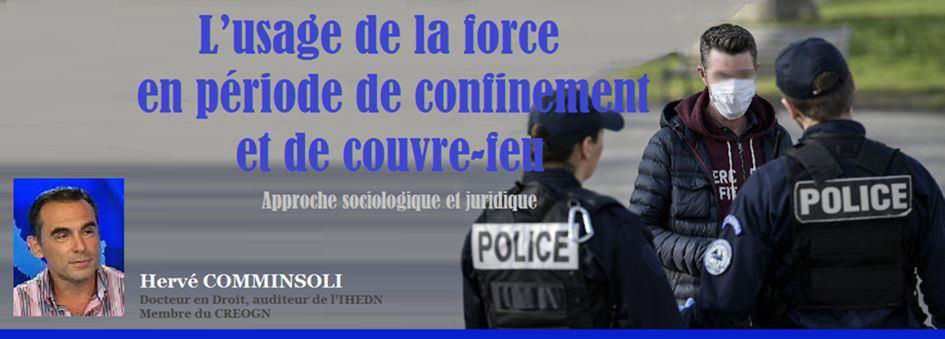 L'usage de la force
en période de confinement
et de couvre-feu
Approche sociologique et juridique
POLICE
POLICE
Hervé COMMINSOLI
Docteur en Droit, auditeur de l'IHEDN
Membre du CREOGN